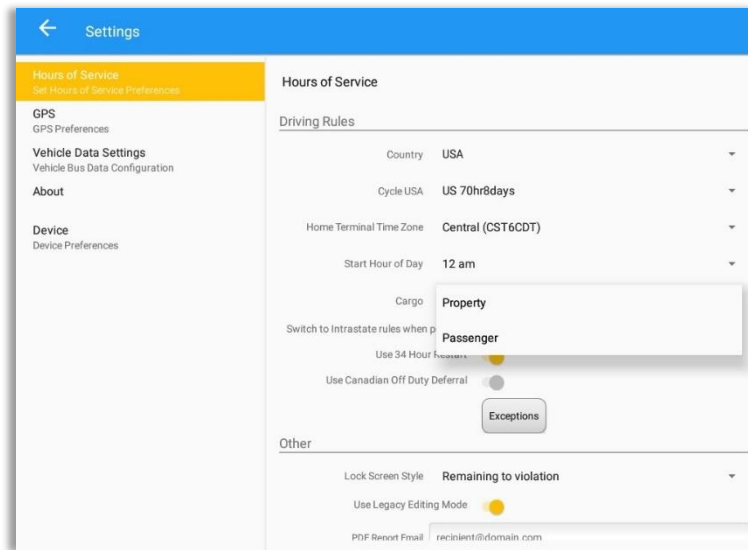 Settings
Hours of Service
Set Hours of Service Preferences
GPS
GPS Preferences
Vehicle Data Settings
Vehicle Bus Data Configuration
About
Device
Device Preferences
Hours of Service
Driving Rules
Country USA
Cycle USA US 70hr8days
Home Terminal Time Zone Central (CST6CDT)
Start Hour of Day 12 am
Cargo Property
Switch to Intrastate rules when p
Passenger
Use 34 Hour Restart
Use Canadian Off Duty Deferral
Exceptions
Other
Lock Screen Style Remaining to violation
Use Legacy Editing Mode
PDF Report Email recipient@domain.com